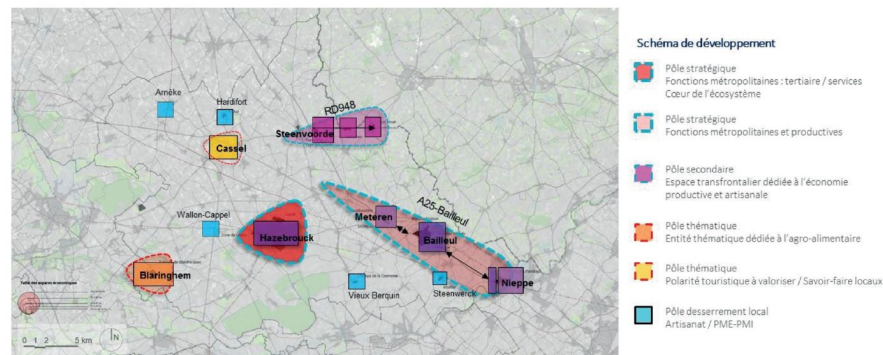 Schéma de développement
Pôle stratégique
Fonctions métropolitaines : tertiaire / services
Cœur de l'écosystème
Pôle stratégique
Fonctions métropolitaines et productives
Pôle secondaire
Espace transfrontalier dédiée à l'économie
productive et artisanale
Pôle thématique
Entité thématique dédiée à l'agro-alimentaire
Pôle thématique
Polarité touristique à valoriser / Savoir-faire locaux
Pôle desserrement local
Artisanat / PME-PMI
Arnèke
Hardifort
RD948
Steenvoorde
Cassel
Wallon-Cappel
Meteren
A25-Bailleul
Hazebrouck
Bailleul
Blaringhem
Vieux Berquin
Steenwerck
Nieppe
0 1 2 5 km
N